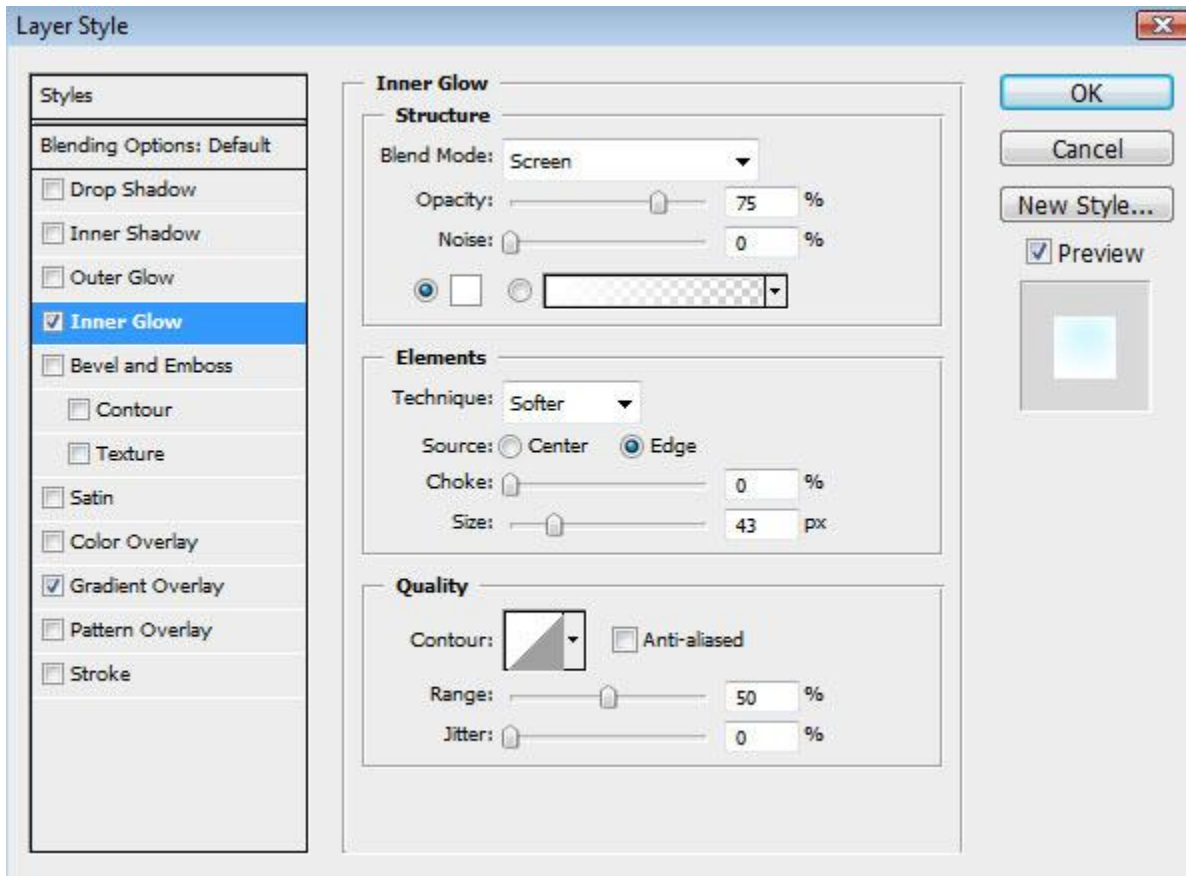 Layer Style
Styles
Blending Options: Default
Drop Shadow
Inner Shadow
Outer Glow
Inner Glow
Bevel and Emboss
Contour
Texture
Satin
Color Overlay
Gradient Overlay
Pattern Overlay
Stroke
Inner Glow
Structure
Blend Mode: Screen
Opacity: 75 %
Noise: 0 %
Elements
Technique: Softer
Source: Center Edge
Choke: 0 %
Size: 43 px
Quality
Contour: Anti-aliased
Range: 50 %
Jitter: 0 %
OK
Cancel
New Style...
Preview